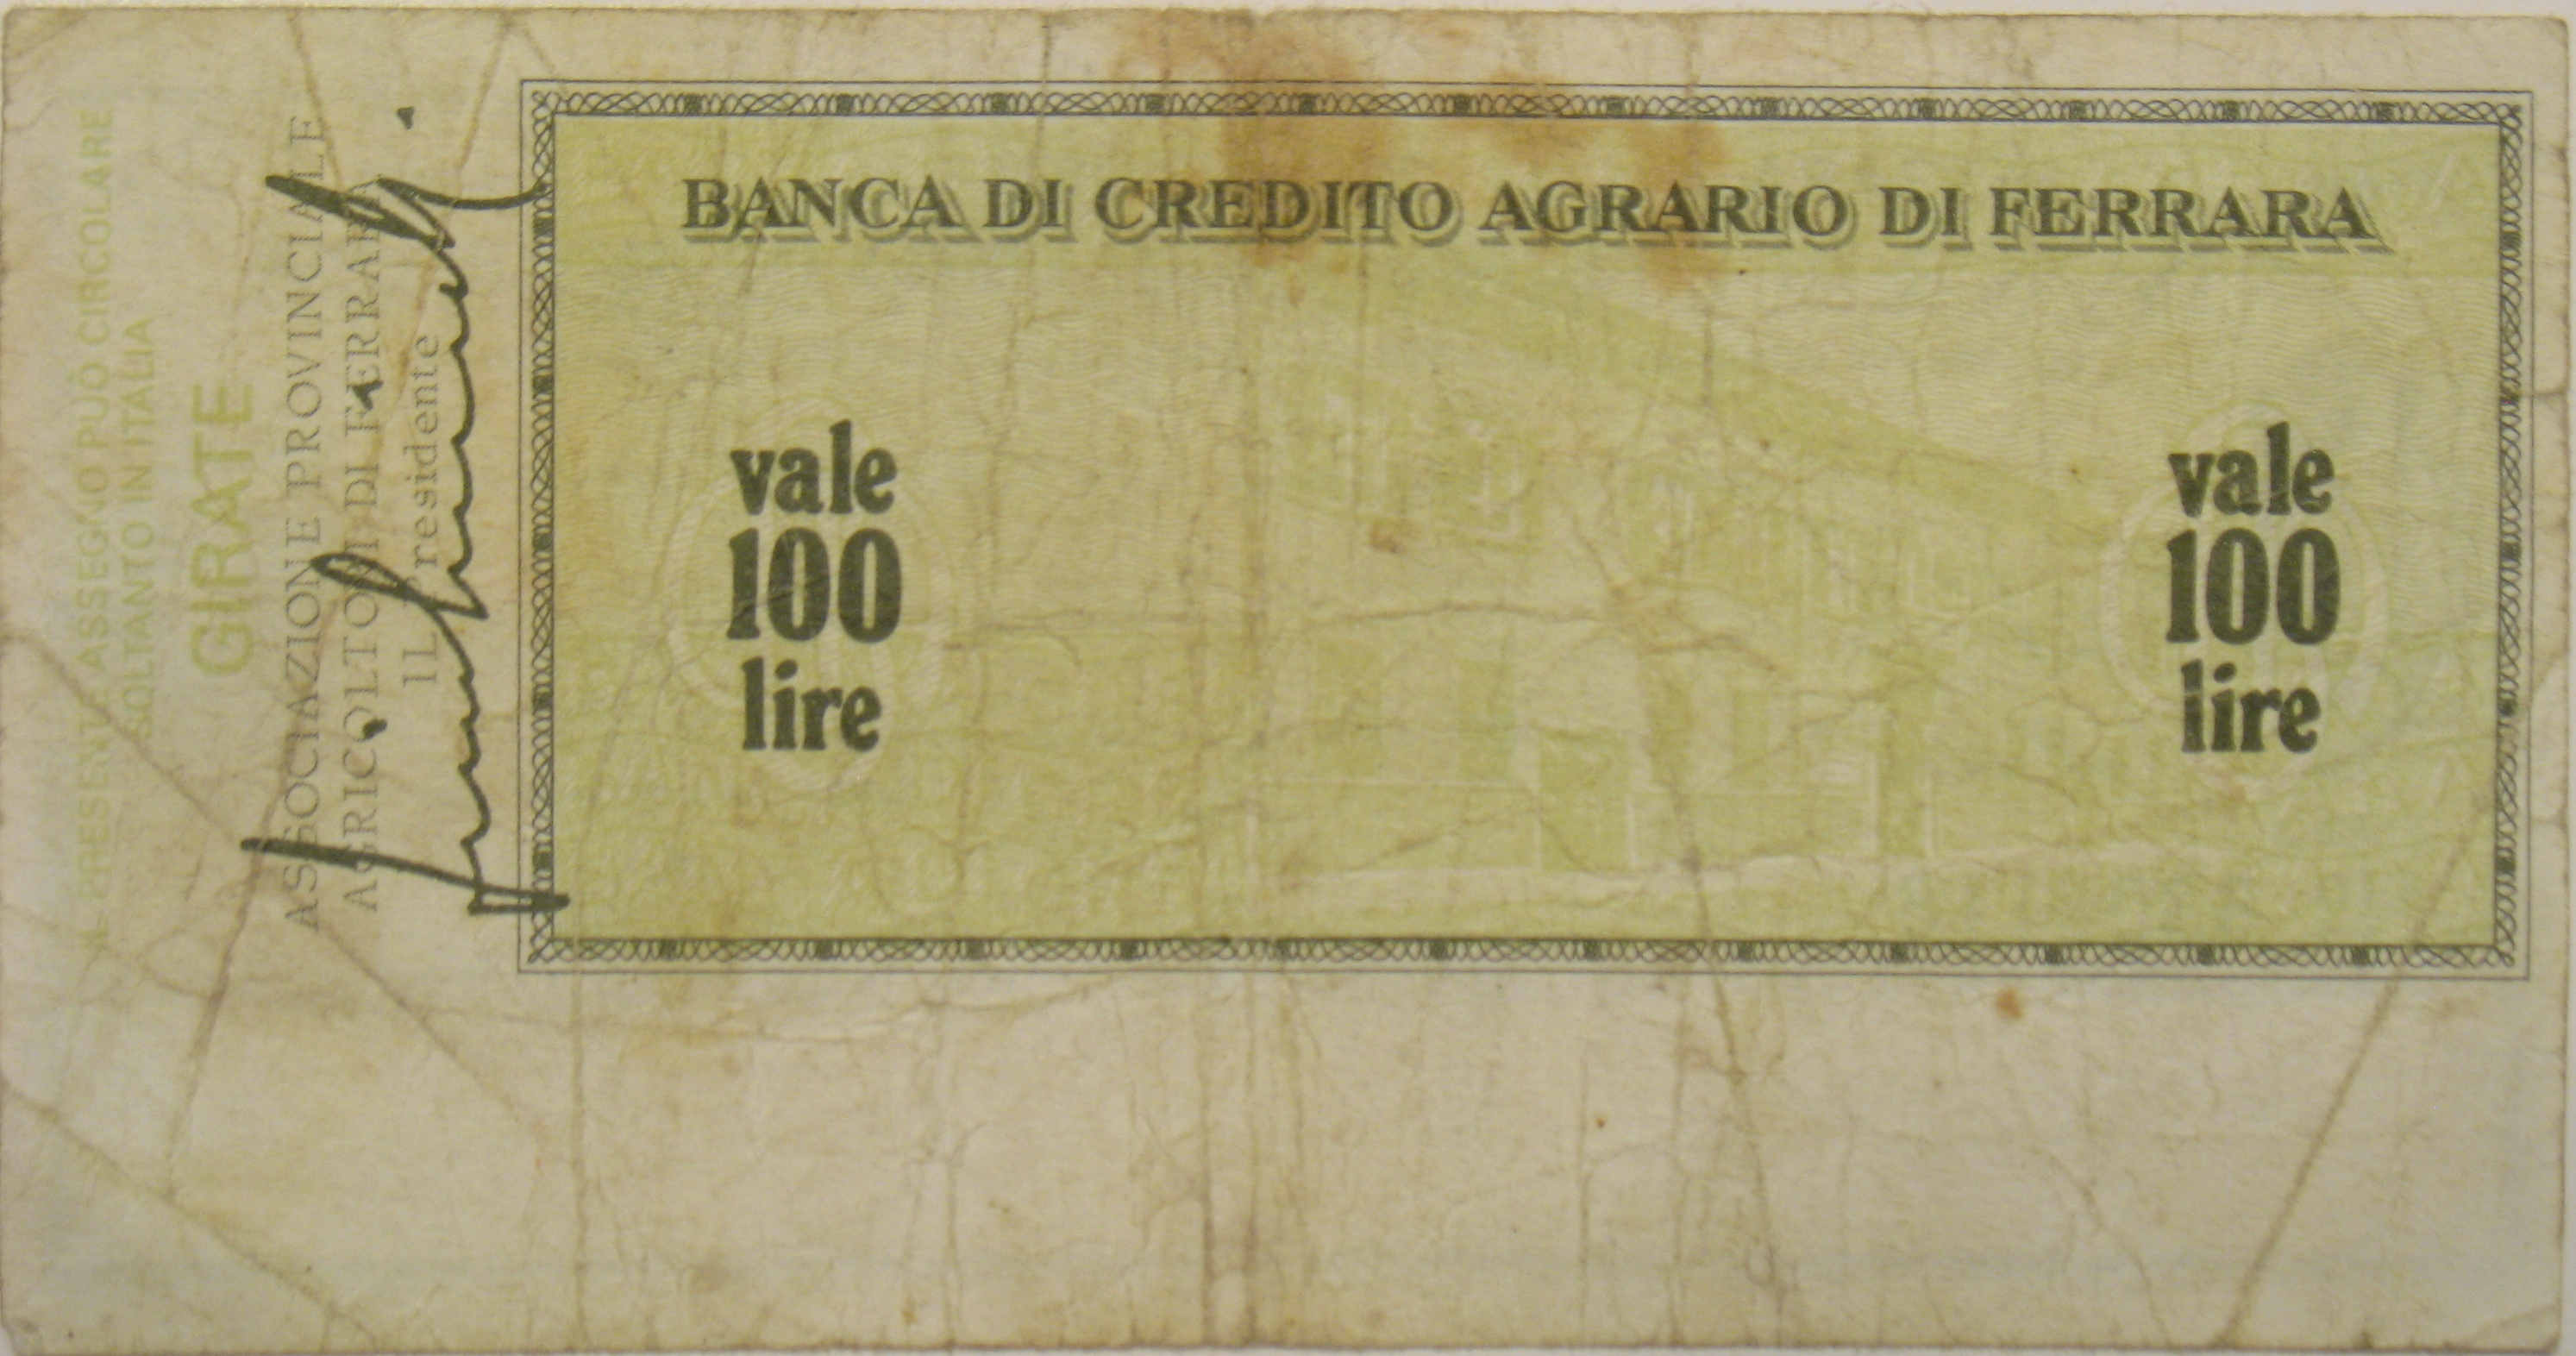 IL PRESENTE ASSEGNO PUÒ CIRCOLARE
SOLTANTO IN ITALIA
GIRATE
ASSOCIAZIONE PROVINCIALE
AGRICOLTORI DI FERRARA
IL Presidente
BANCA DI CREDITO AGRARIO DI FERRARA
vale
100
lire
vale
100
lire